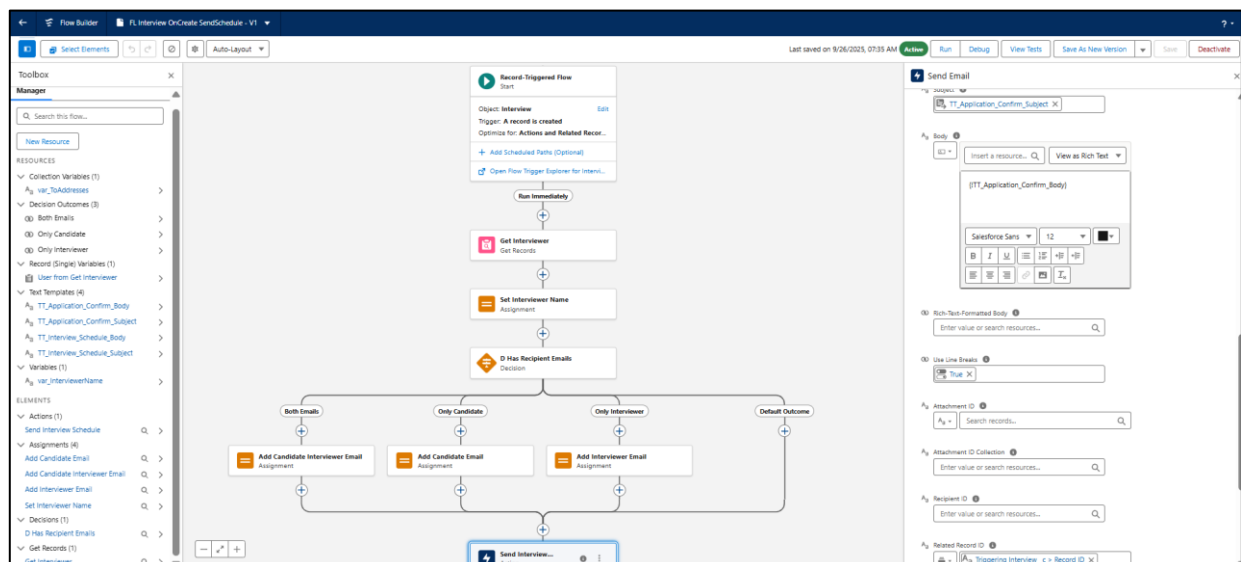 Flow Builder
FL Interview OnCreate SendSchedule - V1
?
Select Elements
Auto-Layout
Last saved on 9/26/2025, 07:35 AM
Active
Run
Debug
View Tests
Save As New Version
Save
Deactivate
Toolbox
Manager
Search this flow...
New Resource
RESOURCES
Collection Variables (1)
var_ToAddresses
Decision Outcomes (3)
Both Emails
Only Candidate
Only Interviewer
Record (Single) Variables (1)
User from Get Interviewer
Text Templates (4)
TT_Application_Confirm_Body
TT_Application_Confirm_Subject
TT_Interview_Schedule_Body
TT_Interview_Schedule_Subject
Variables (1)
var_InterviewerName
ELEMENTS
Actions (1)
Send Interview Schedule
Assignments (4)
Add Candidate Email
Add Candidate Interviewer Email
Add Interviewer Email
Set Interviewer Name
Decisions (1)
D Has Recipient Emails
Get Records (1)
Get Interviewer
Record-Triggered Flow
Start
Object: Interview
Edit
Trigger: A record is created
Optimize for: Actions and Related Recor...
+ Add Scheduled Paths (Optional)
Open Flow Trigger Explorer for Intervi...
Run Immediately
Get Interviewer
Get Records
Set Interviewer Name
Assignment
D Has Recipient Emails
Decision
Both Emails
Only Candidate
Only Interviewer
Default Outcome
Add Candidate Interviewer Email
Assignment
Add Candidate Email
Assignment
Add Interviewer Email
Assignment
Send Interview...
Send Email
Subject
TT_Application_Confirm_Subject
Body
Insert a resource...
View as Rich Text
{!TT_Application_Confirm_Body}
Salesforce Sans
12
B I U
Rich-Text-Formatted Body
Enter value or search resources...
Use Line Breaks
True
Attachment ID
Search records...
Attachment ID Collection
Enter value or search resources...
Recipient ID
Enter value or search resources...
Related Record ID
Triggering Interview__c > Record ID